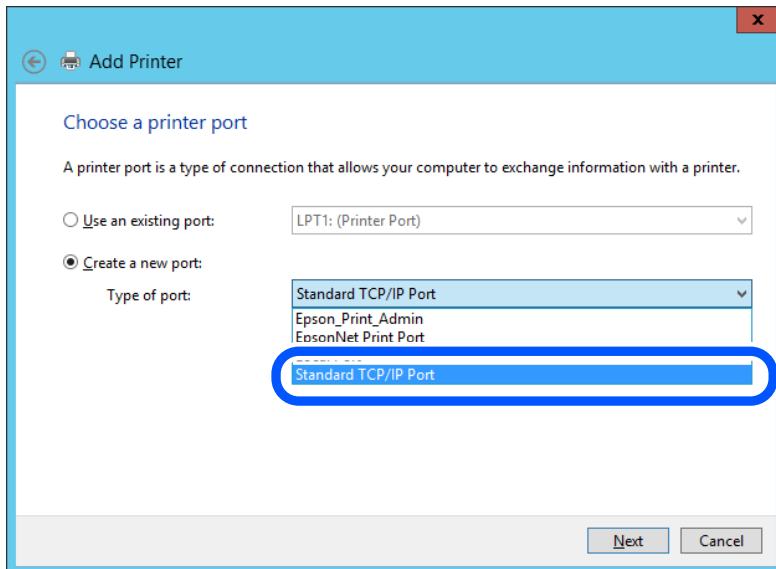 x
Add Printer
Choose a printer port
A printer port is a type of connection that allows your computer to exchange information with a printer.
Use an existing port: LPT1: (Printer Port)
Create a new port:
Type of port: Standard TCP/IP Port
Epson_Print_Admin
EpsonNet Print Port
Standard TCP/IP Port
Next Cancel